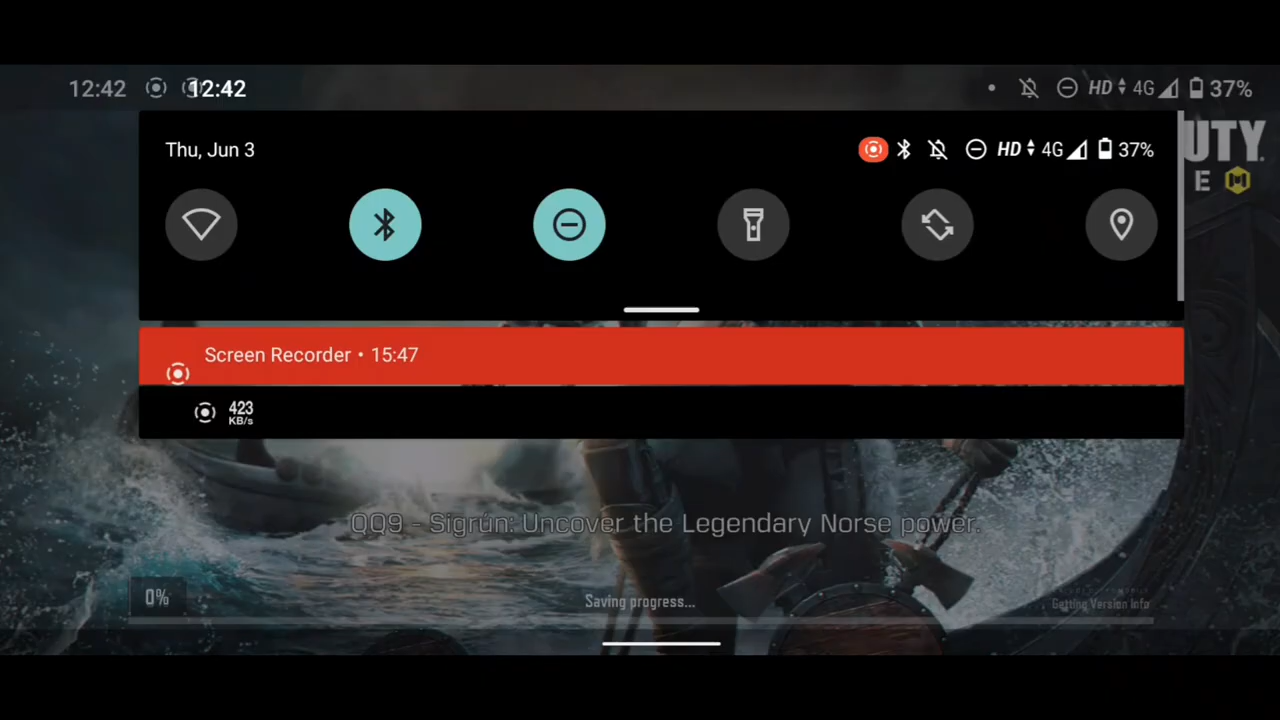 12:42 12:42 HD 4G 37%
Thu, Jun 3 HD 4G 37%
UTY
E
Screen Recorder • 15:47
423
KB/s
QQ9 - Sigrún: Uncover the Legendary Norse power.
0%
Saving progress...
Getting Version Info